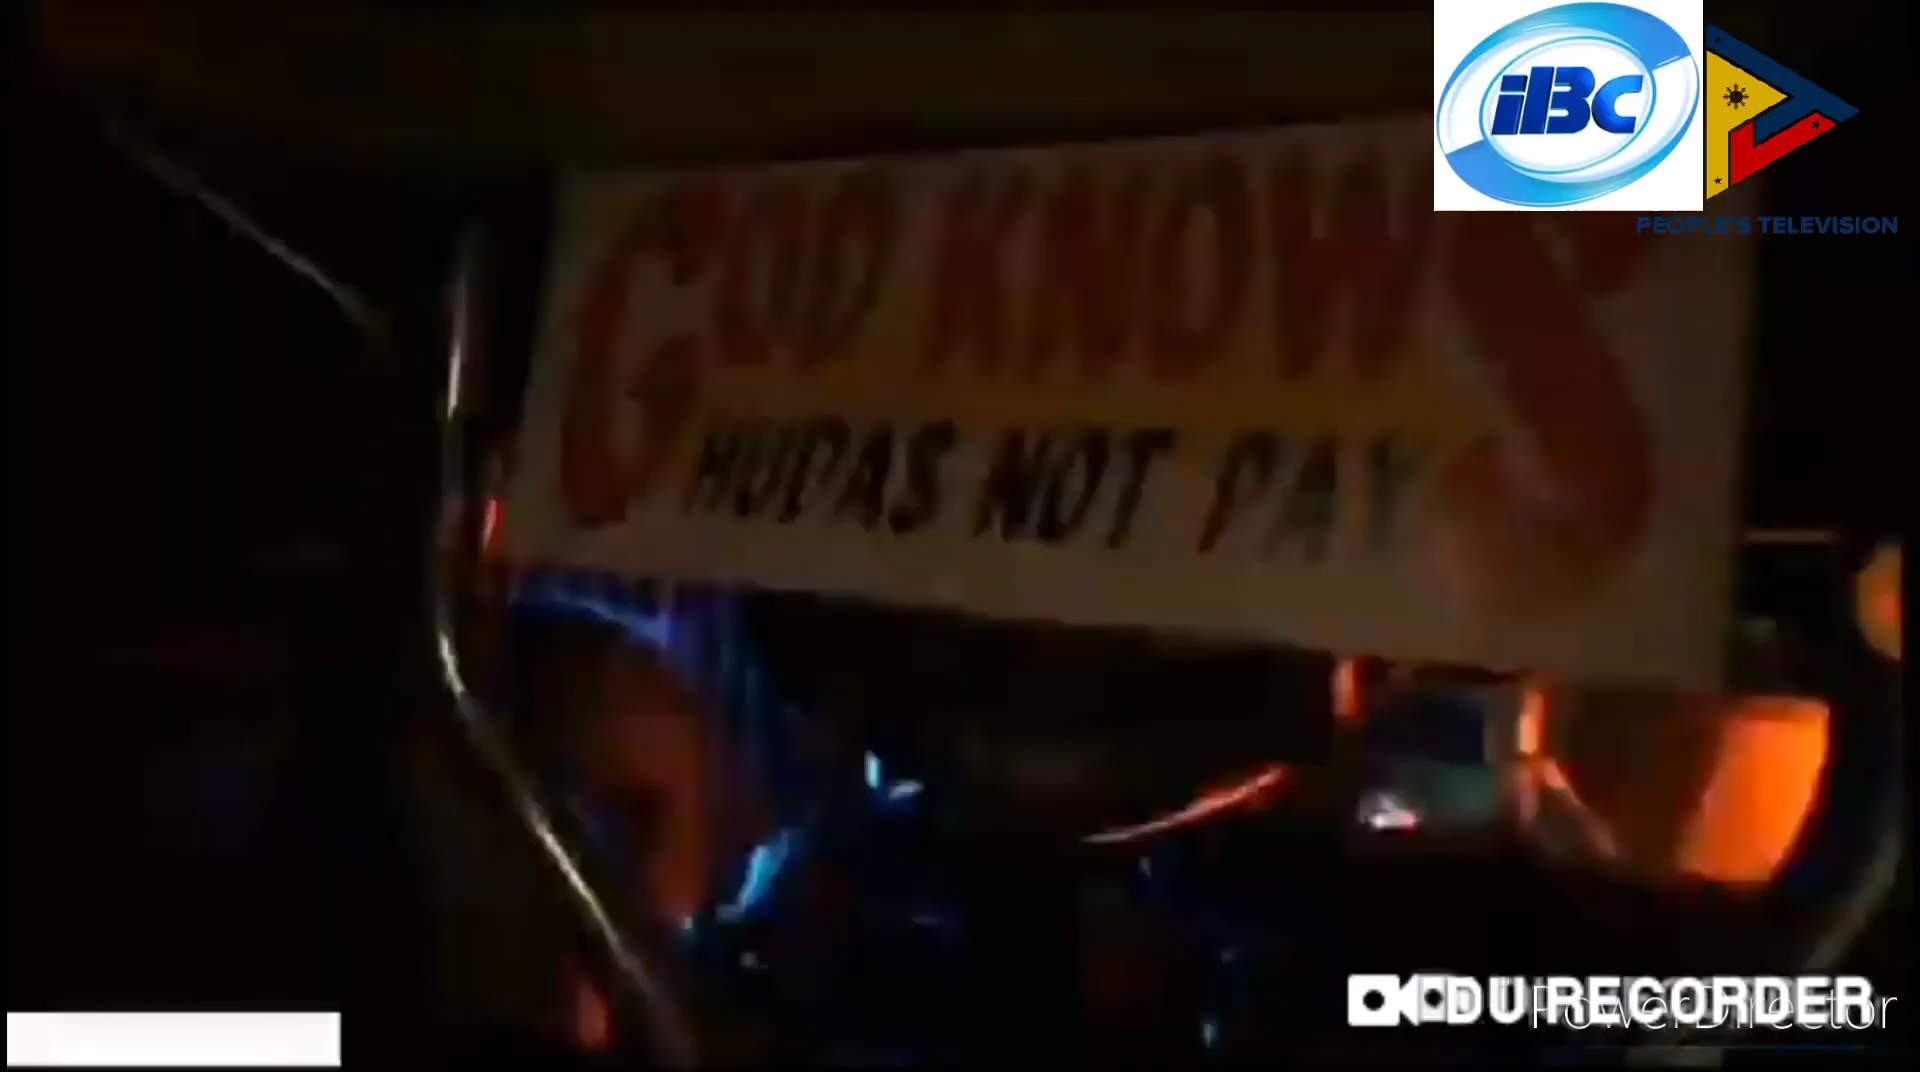 iBC
PEOPLE'S TELEVISION
GOD KNOWS
HUDAS NOT PAY
DU RECORDER
PowerDirector